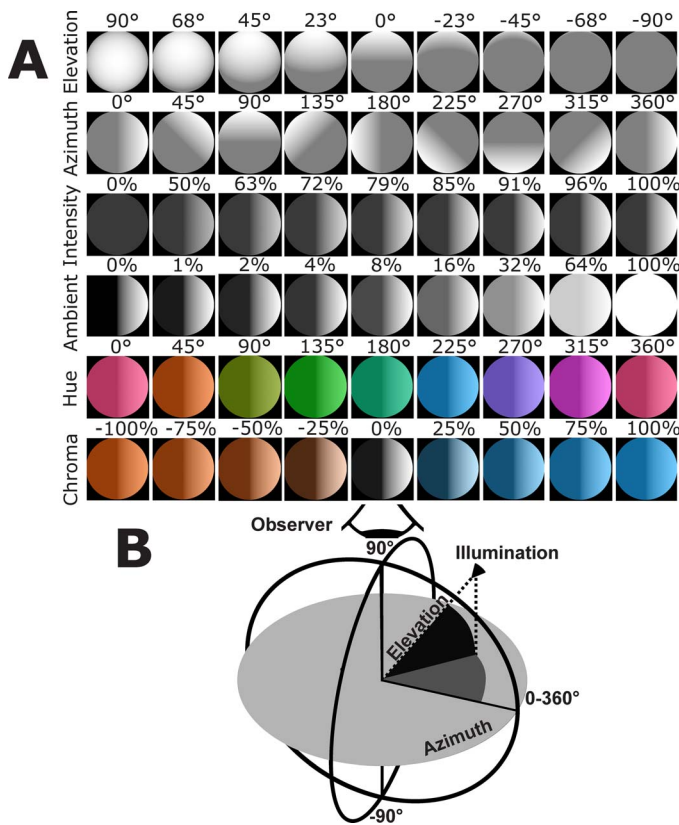 A
90° 68° 45° 23° 0° -23° -45° -68° -90°
Elevation
0° 45° 90° 135° 180° 225° 270° 315° 360°
Azimuth
0% 50% 63% 72% 79% 85% 91% 96% 100%
Intensity
0% 1% 2% 4% 8% 16% 32% 64% 100%
Ambient
0° 45° 90° 135° 180° 225° 270° 315° 360°
Hue
-100% -75% -50% -25% 0% 25% 50% 75% 100%
Chroma
B
Observer
90°
Illumination
Elevation
0-360°
Azimuth
-90°